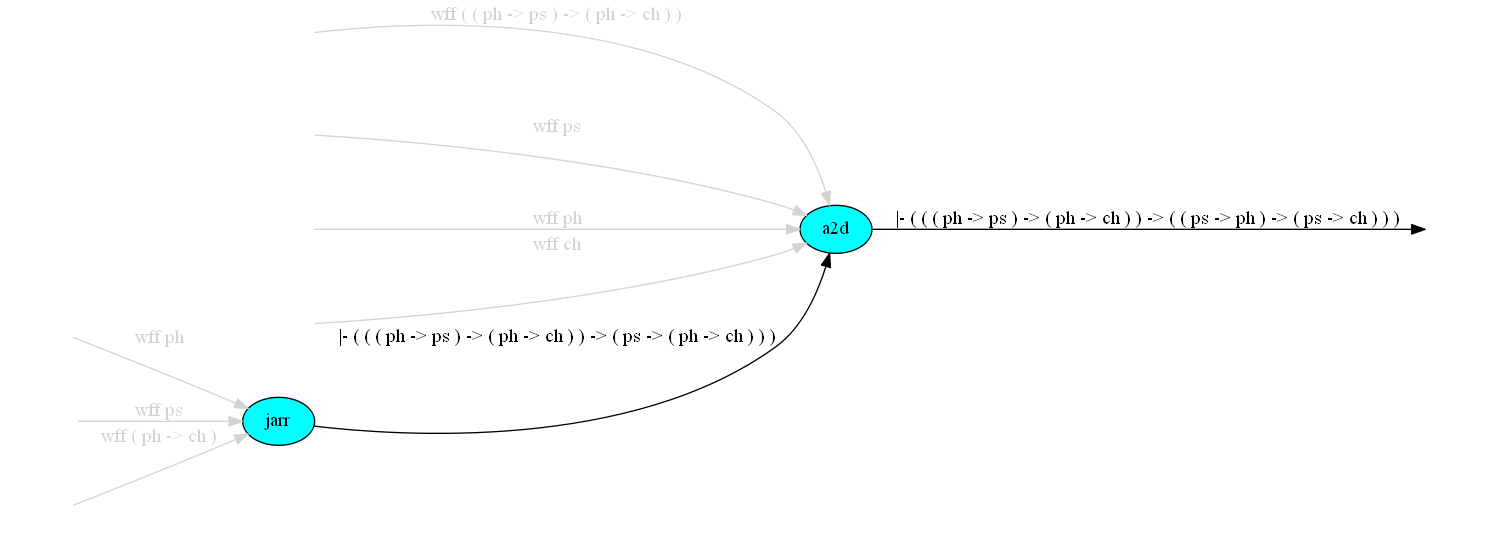 wff ( ( ph -> ps ) -> ( ph -> ch ) )
wff ps
wff ph
a2d
|- ( ( ( ph -> ps ) -> ( ph -> ch ) ) -> ( ( ps -> ph ) -> ( ps -> ch ) ) )
wff ch
|- ( ( ( ph -> ps ) -> ( ph -> ch ) ) -> ( ps -> ( ph -> ch ) ) )
wff ph
wff ps
jarr
wff ( ph -> ch )